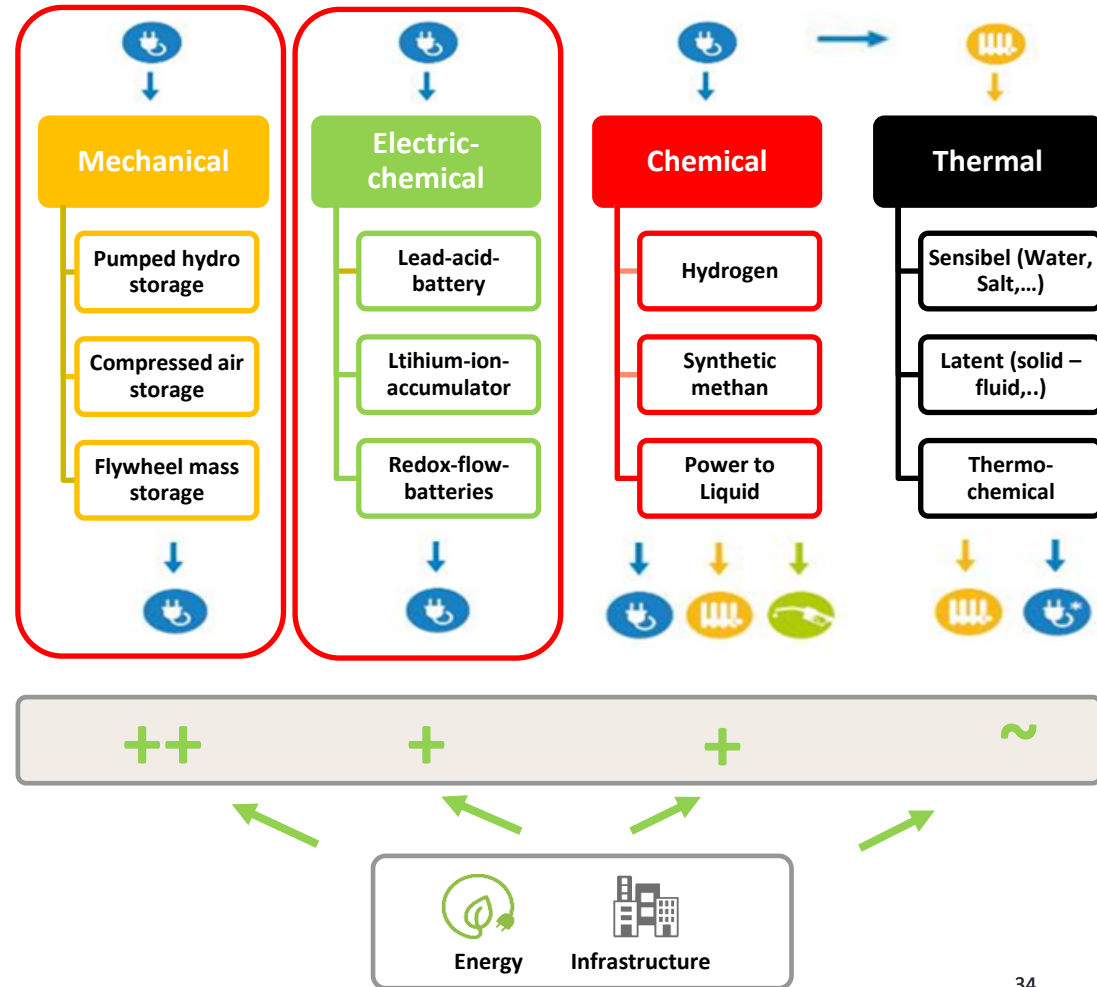 Mechanical
Pumped hydro
storage
Compressed air
storage
Flywheel mass
storage
Electric-
chemical
Lead-acid-
battery
Ltihium-ion-
accumulator
Redox-flow-
batteries
Chemical
Hydrogen
Synthetic
methan
Power to
Liquid
Thermal
Sensibel (Water,
Salt,...)
Latent (solid –
fluid,..)
Thermo-
chemical
*
++
+
+
~
Energy
Infrastructure
34